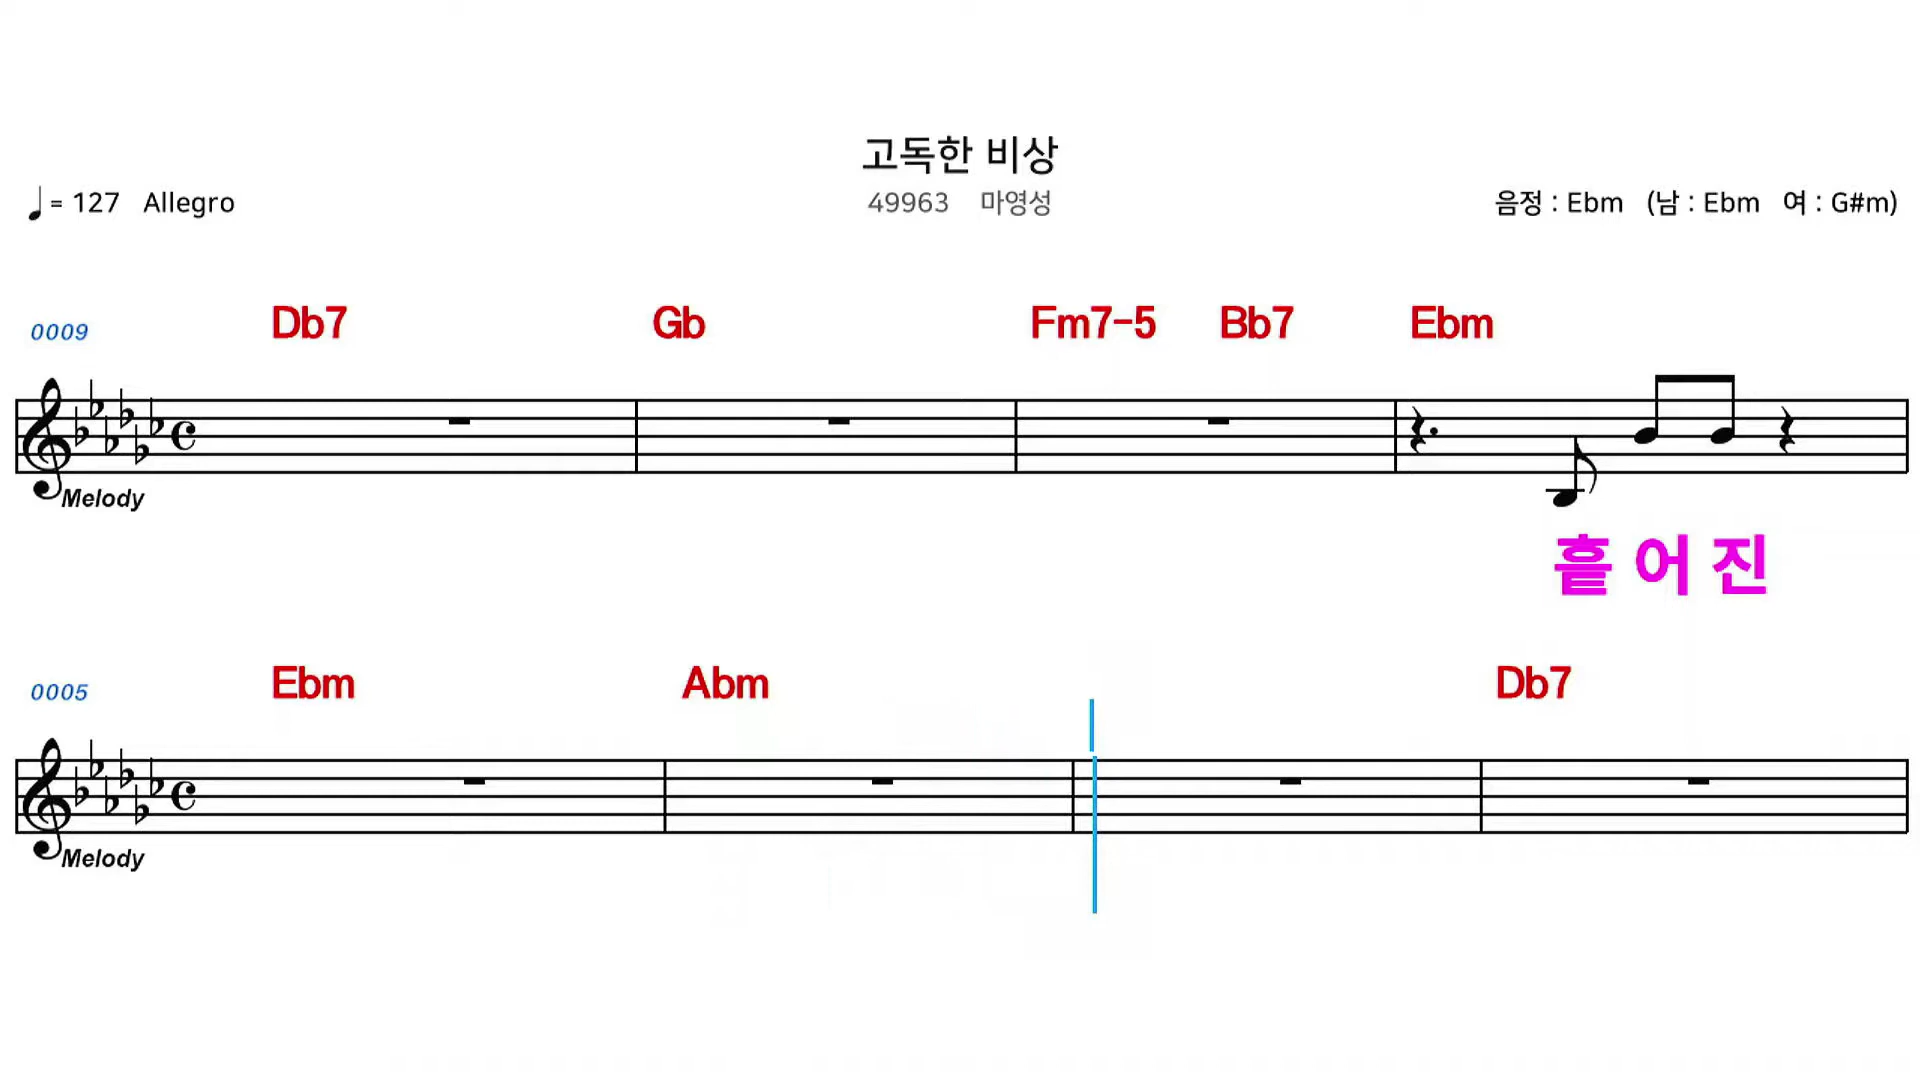 고독한 비상
♩= 127 Allegro 49963 마영성 음정 : Ebm (남 : Ebm 여 : G#m)
0009 Db7 Gb Fm7-5 Bb7 Ebm
Melody
흩어진
0005 Ebm Abm Db7
Melody